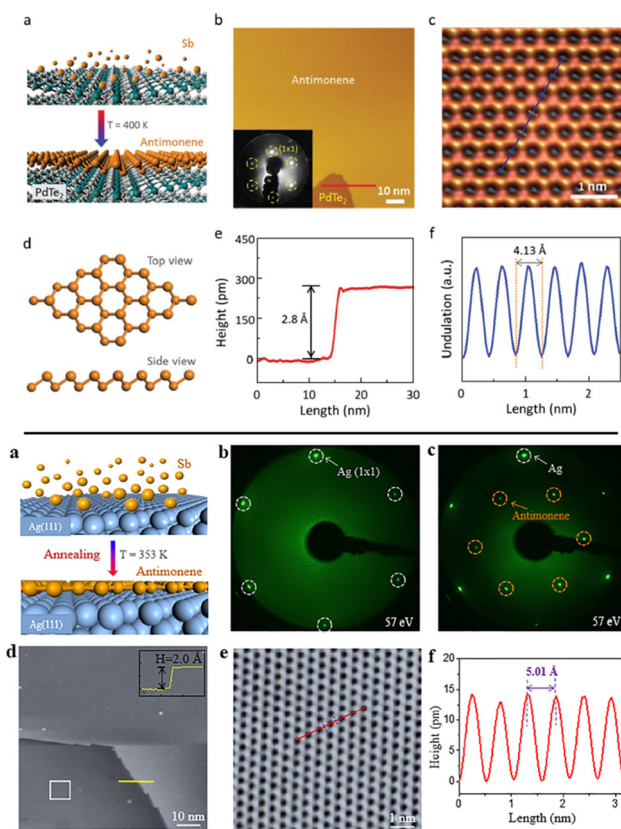 a
Sb
T = 400 K
Antimonene
PdTe2
b
Antimonene
(1x1)
PdTe2
10 nm
c
1 nm
d
Top view
Side view
e
450
300
150
0
Height (pm)
2.8 Å
0
10
20
30
Length (nm)
f
4.13 Å
Undulation (a.u.)
0
1
2
Length (nm)
a
Sb
Ag(111)
Annealing
T = 353 K
Antimonene
Ag(111)
b
Ag (1x1)
57 eV
c
Ag
Antimonene
57 eV
d
H=2.0 Å
10 nm
e
1 nm
f
5.01 Å
20
15
10
5
0
Height (pm)
0
1
2
3
Length (nm)